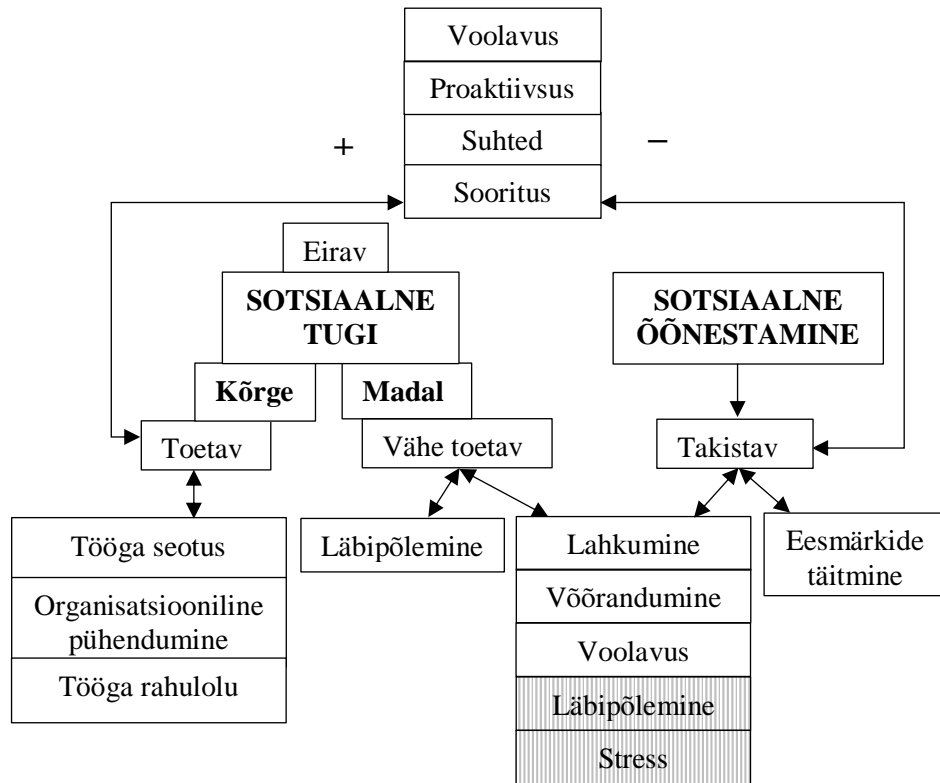 Voolavus
Proaktiivsus
+
Suhted
−
Sooritus
Eirav
SOTSIAALNE
TUGI
SOTSIAALNE
ÕÕNESTAMINE
Kõrge
Madal
Toetav
Vähe toetav
Takistav
Tööga seotus
Organisatsiooniline
pühendumine
Tööga rahulolu
Läbipõlemine
Lahkumine
Võõrandumine
Voolavus
Läbipõlemine
Stress
Eesmärkide
täitmine